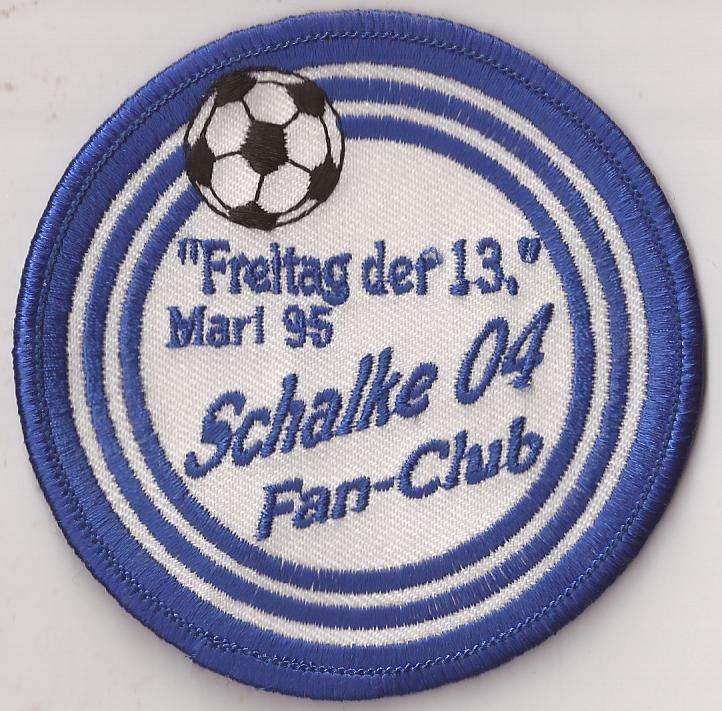 "Freitag der 13."
Marl 95
Schalke 04
Fan-Club